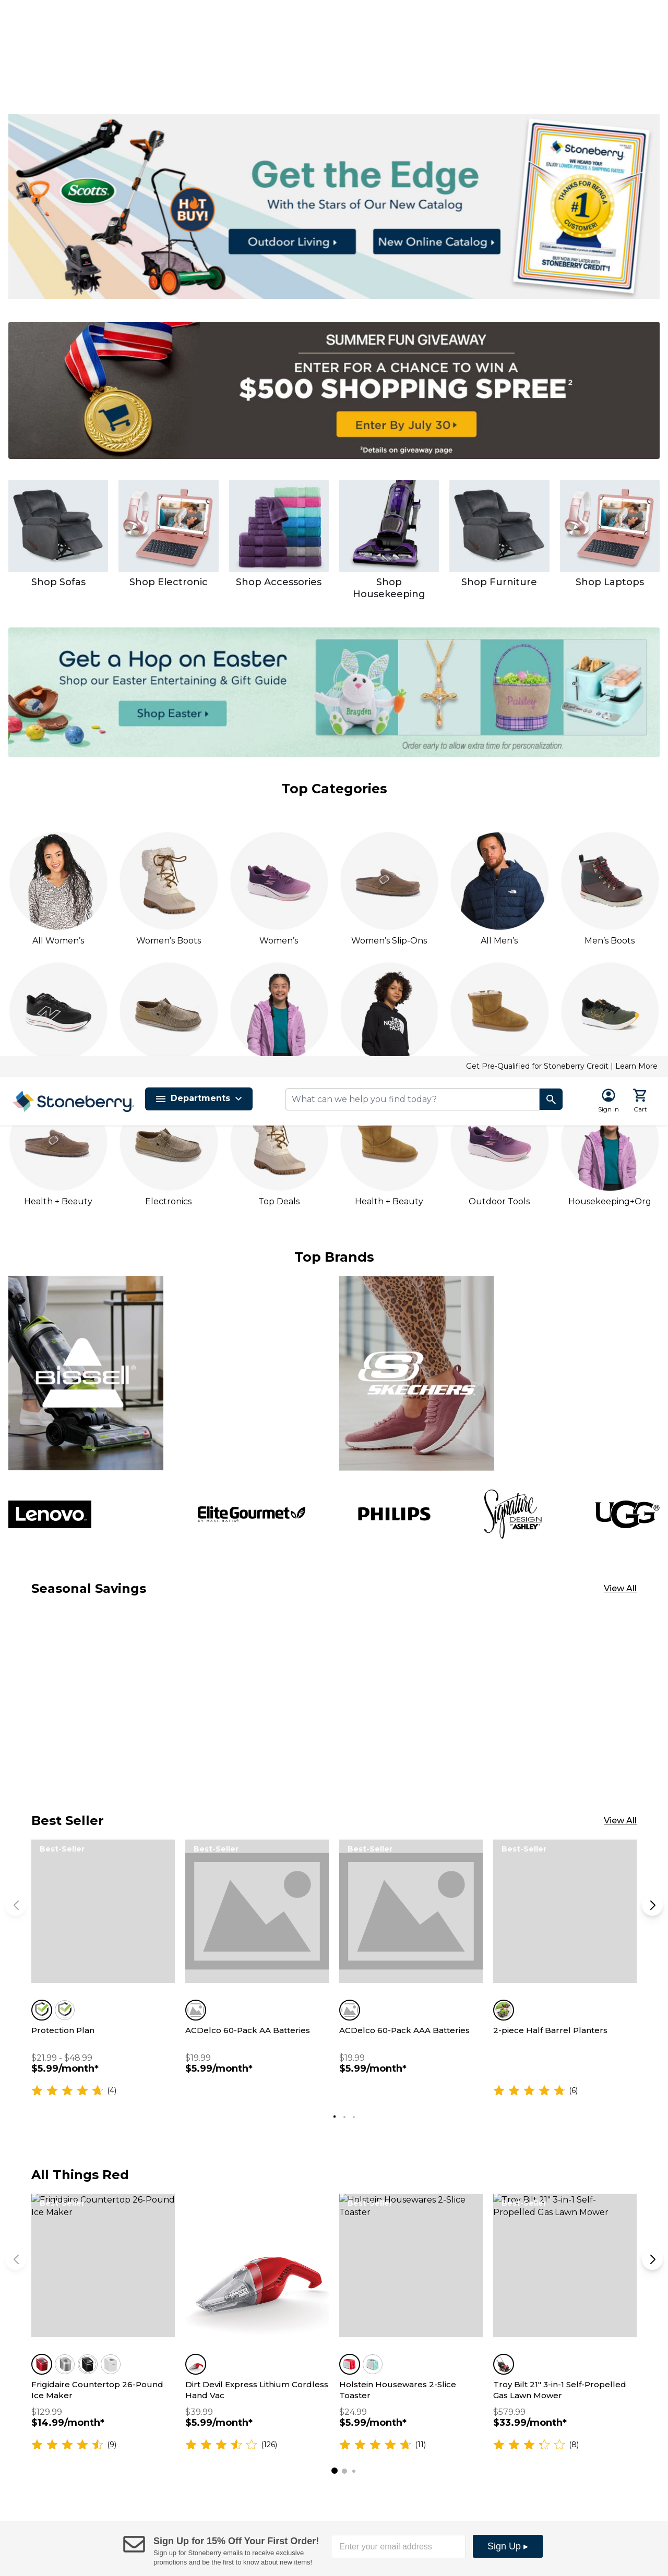 Scotts.
HOT
BUY!
Get the Edge
With the Stars of Our New Catalog
Outdoor Living
New Online Catalog
Stoneberry
WE HEARD YOU!
ENJOY LOWER PRICES & SHIPPING RATES!
THANKS FOR BEING A
#1
CUSTOMER!
BUY NOW, PAY LATER WITH
STONEBERRY CREDIT!
SUMMER FUN GIVEAWAY
ENTER FOR A CHANCE TO WIN A
$500 SHOPPING SPREE²
Enter By July 30
²Details on giveaway page
Shop Sofas
Shop Electronic
Shop Accessories
Shop
Housekeeping
Shop Furniture
Shop Laptops
Get a Hop on Easter
Shop our Easter Entertaining & Gift Guide
Shop Easter
Brayden
Paisley
Order early to allow extra time for personalization.
Top Categories
All Women's
Women's Boots
Women's
Women's Slip-Ons
All Men's
Men's Boots
Get Pre-Qualified for Stoneberry Credit | Learn More
Stoneberry
Departments
What can we help you find today?
Sign In
Cart
Health + Beauty
Electronics
Top Deals
Health + Beauty
Outdoor Tools
Housekeeping+Org
Top Brands
BISSELL®
SKECHERS
Lenovo
Elite Gourmet
BY MAXI-MATIC
PHILIPS
Signature
DESIGN
BY ASHLEY®
UGG®
Seasonal Savings
View All
Best Seller
View All
Best-Seller
Best-Seller
Best-Seller
Best-Seller
Protection Plan
$21.99 - $48.99
$5.99/month*
(4)
ACDelco 60-Pack AA Batteries
$19.99
$5.99/month*
ACDelco 60-Pack AAA Batteries
$19.99
$5.99/month*
2-piece Half Barrel Planters
(6)
All Things Red
Frigidaire Countertop 26-Pound
Ice Maker
Holstein Housewares 2-Slice
Toaster
Troy Bilt 21" 3-in-1 Self-
Propelled Gas Lawn Mower
Frigidaire Countertop 26-Pound
Ice Maker
$129.99
$14.99/month*
(9)
Dirt Devil Express Lithium Cordless
Hand Vac
$39.99
$5.99/month*
(126)
Holstein Housewares 2-Slice
Toaster
$24.99
$5.99/month*
(11)
Troy Bilt 21" 3-in-1 Self-Propelled
Gas Lawn Mower
$579.99
$33.99/month*
(8)
Sign Up for 15% Off Your First Order!
Sign up for Stoneberry emails to receive exclusive
promotions and be the first to know about new items!
Enter your email address
Sign Up ▸